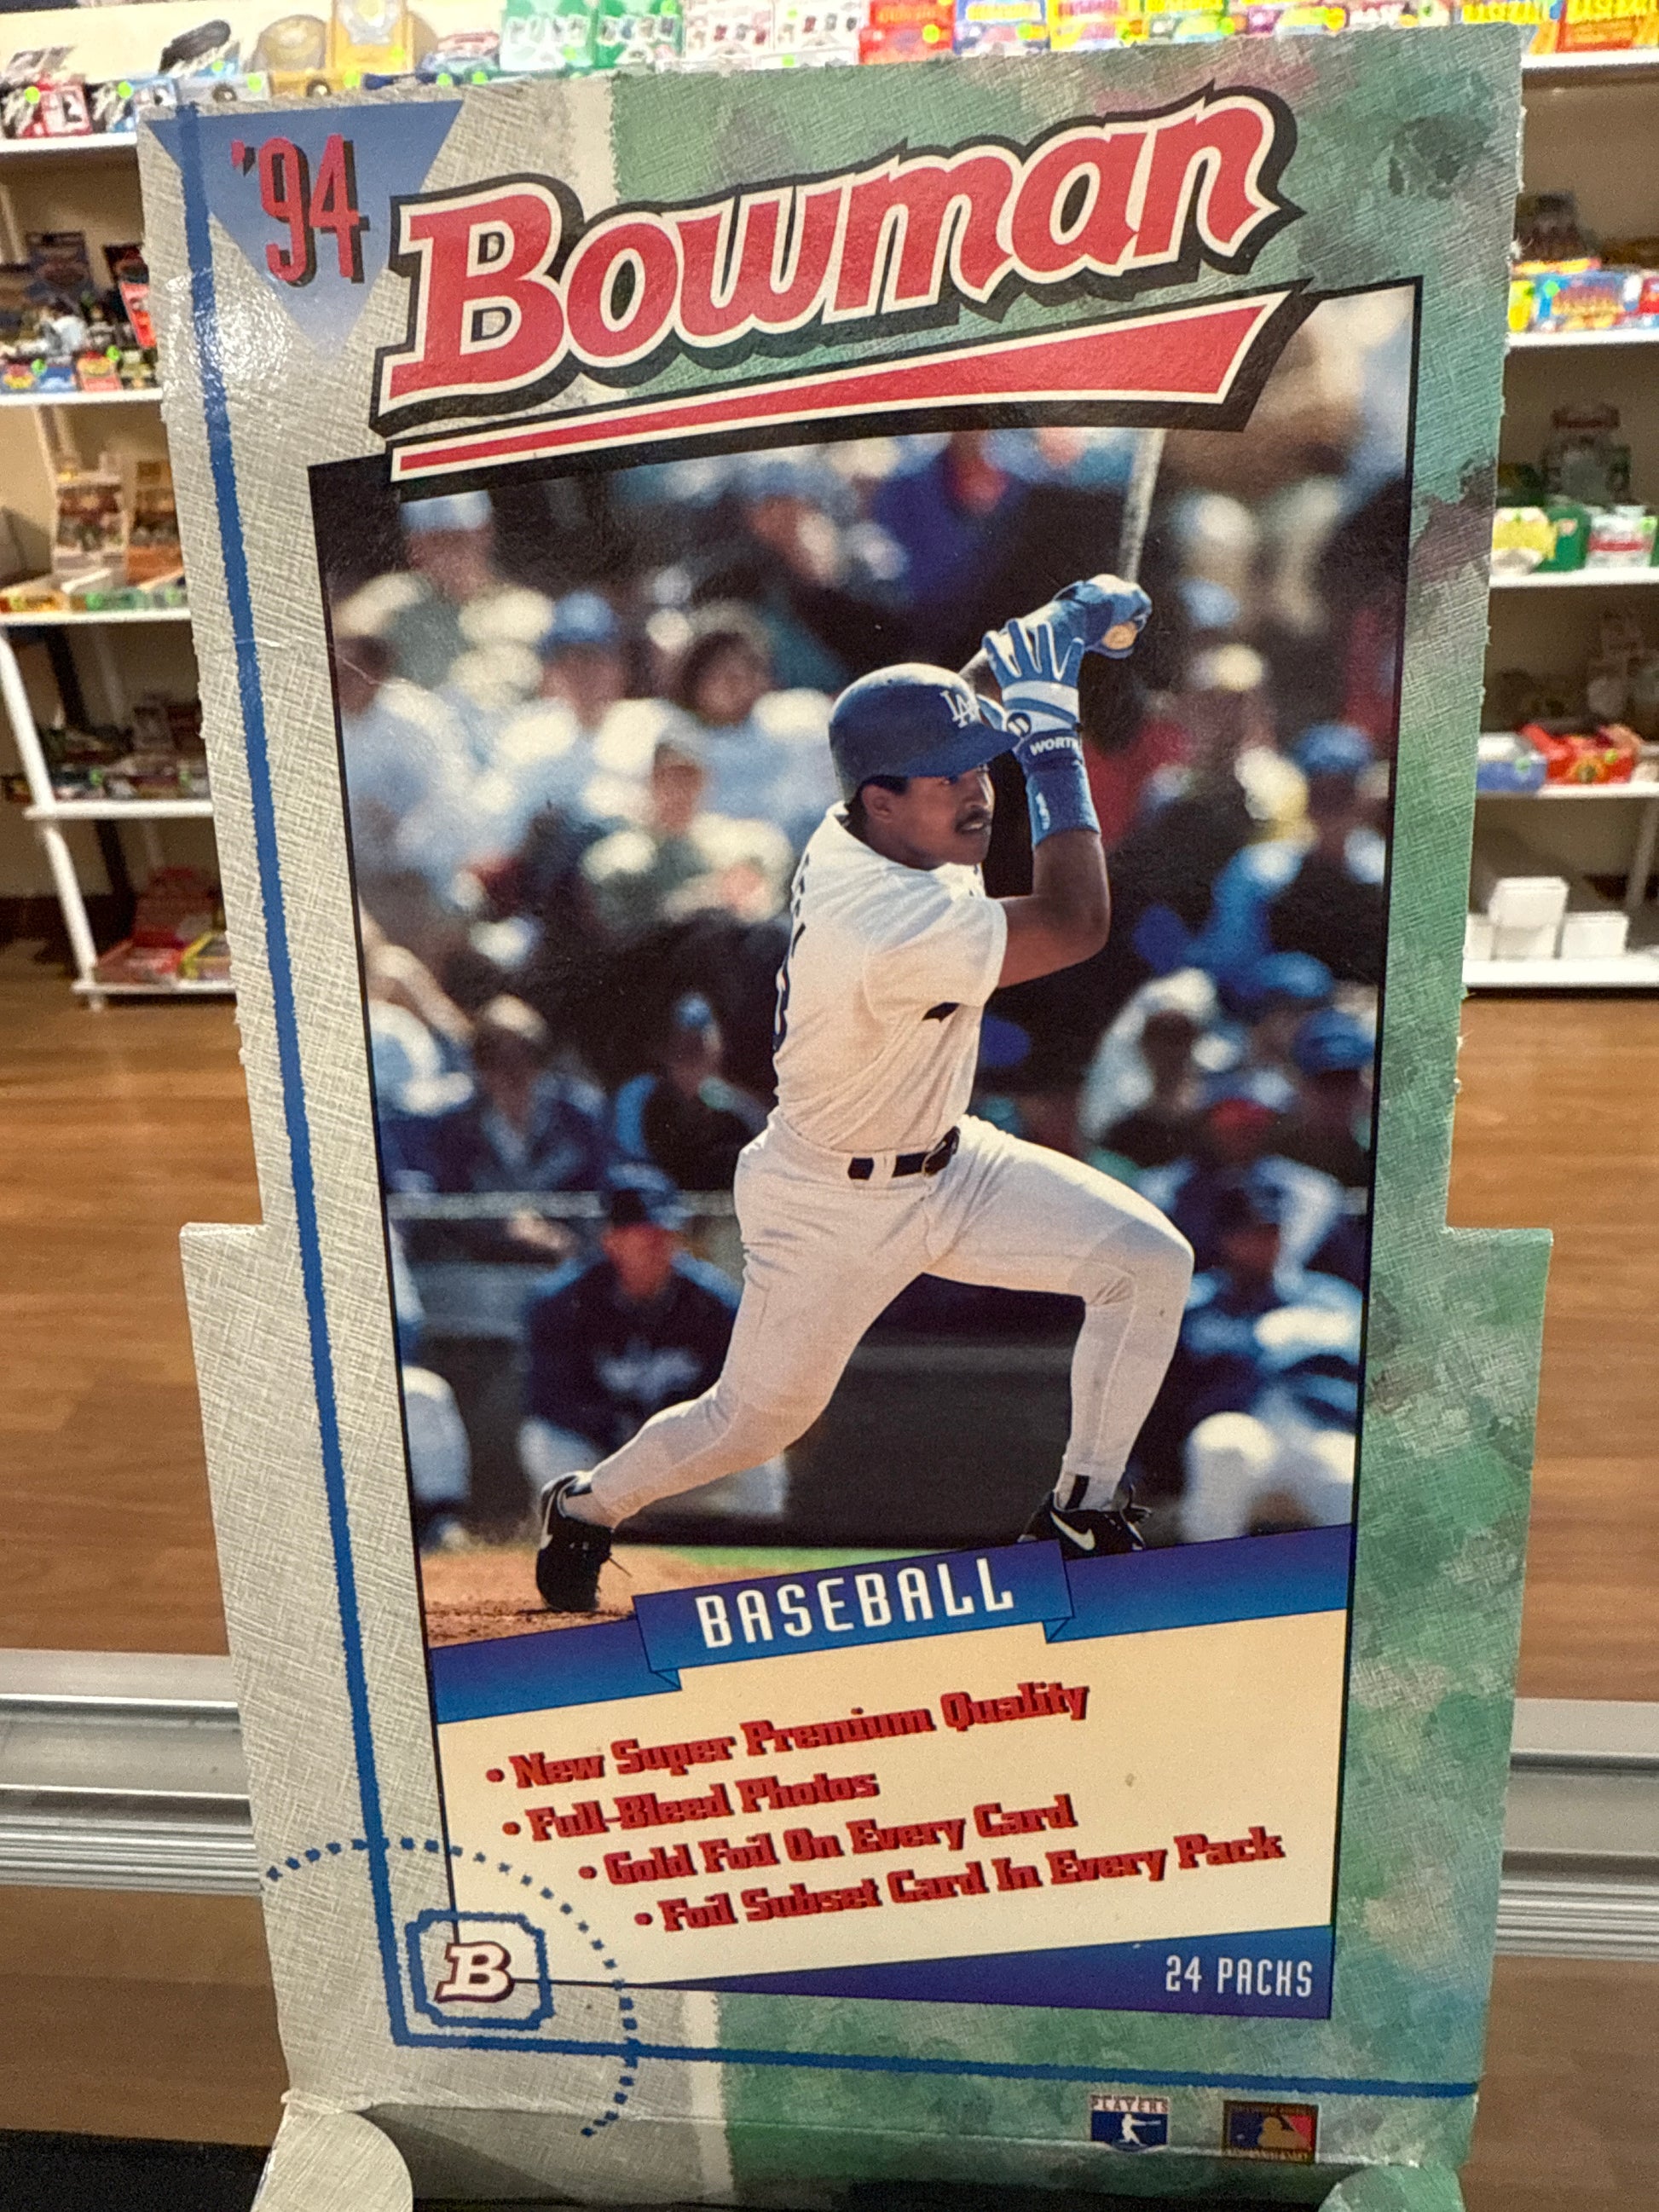 '94
Bowman
LA
WORTH
BASEBALL
• New Super Premium Quality
• Full-Bleed Photos
• Gold Foil On Every Card
• Foil Subset Card In Every Pack
B
24 PACKS
PLAYERS